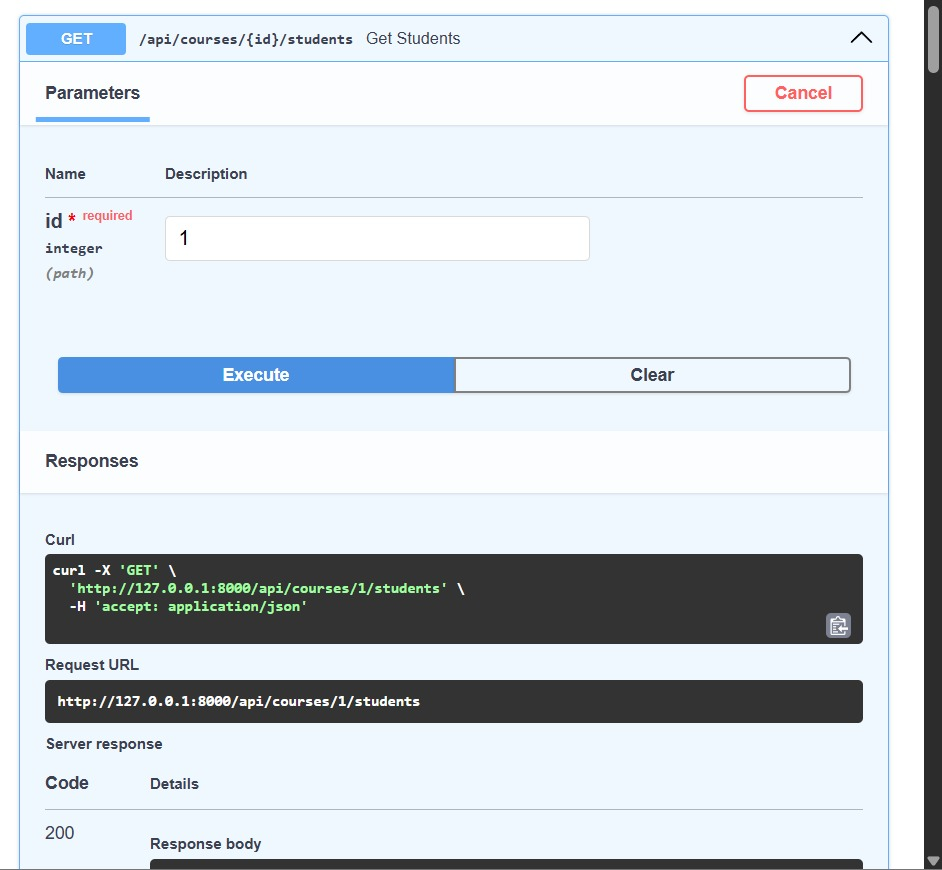 GET /api/courses/{id}/students Get Students
Parameters
Cancel
Name Description
id * required
integer
(path)
1
Execute Clear
Responses
Curl
curl -X 'GET' \
'http://127.0.0.1:8000/api/courses/1/students' \
-H 'accept: application/json'
Request URL
http://127.0.0.1:8000/api/courses/1/students
Server response
Code Details
200
Response body